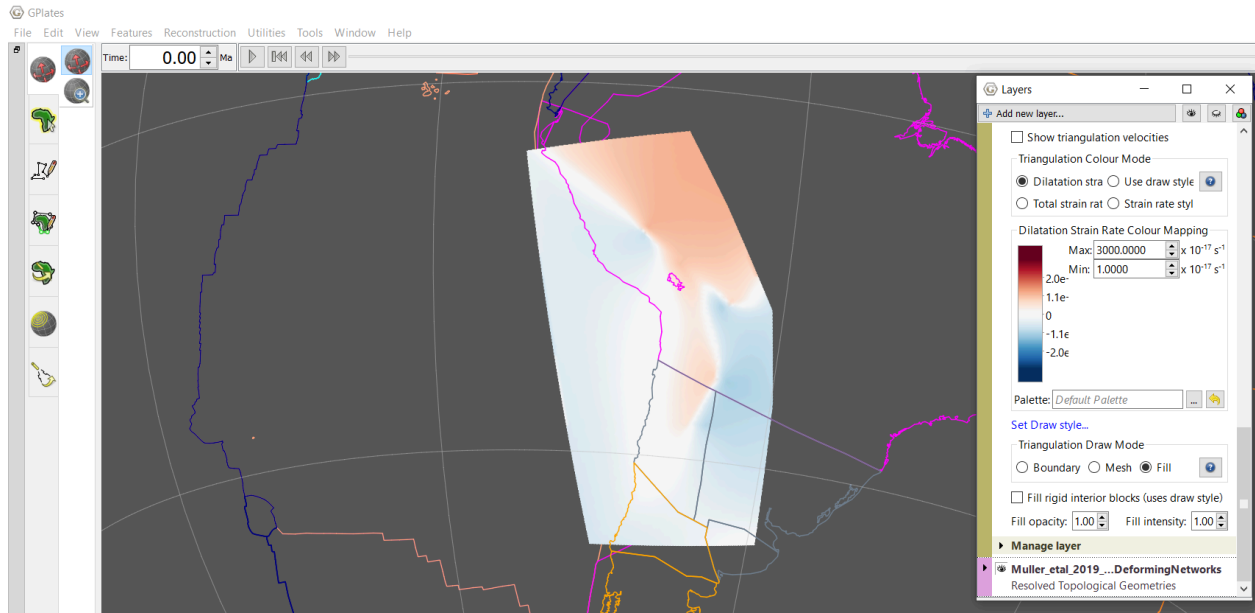 GPlates
File Edit View Features Reconstruction Utilities Tools Window Help
Time: 0.00 Ma
Layers
Add new layer...
Show triangulation velocities
Triangulation Colour Mode
Dilatation stra Use draw style
Total strain rat Strain rate styl
Dilatation Strain Rate Colour Mapping
Max: 3000.0000 x 10⁻¹⁷ s⁻¹
Min: 1.0000 x 10⁻¹⁷ s⁻¹
2.0e-
1.1e-
0
-1.1e
-2.0e
Palette: Default Palette ...
Set Draw style...
Triangulation Draw Mode
Boundary Mesh Fill
Fill rigid interior blocks (uses draw style)
Fill opacity: 1.00 Fill intensity: 1.00
Manage layer
Muller_etal_2019_...DeformingNetworks
Resolved Topological Geometries